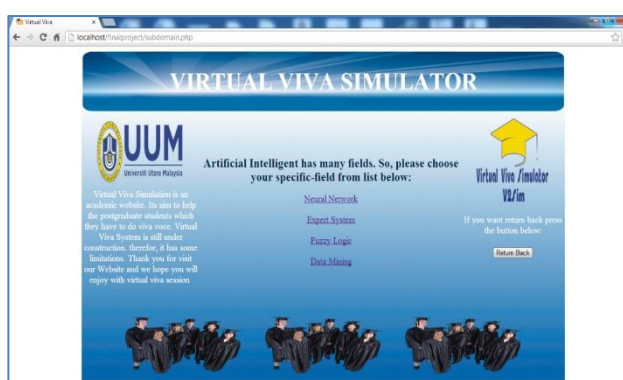 Virtual Viva
localhost/finalproject/subdomain.php
VIRTUAL VIVA SIMULATOR
UUM
Universiti Utara Malaysia
Virtual Viva Simulation is an
academic website. Its aim to help
the postgraduate students which
they have to do viva voce. Virtual
Viva System is still under
construction. therefor, it has some
limitations. Thank you for visit
our Website and we hope you will
enjoy with virtual viva session
Artificial Intelligent has many fields. So, please choose
your specific-field from list below:
Neural Network
Expert System
Fuzzy Logic
Data Mining
Virtual Viva Simulator
V2/im
If you want return back press
the button below:
Return Back